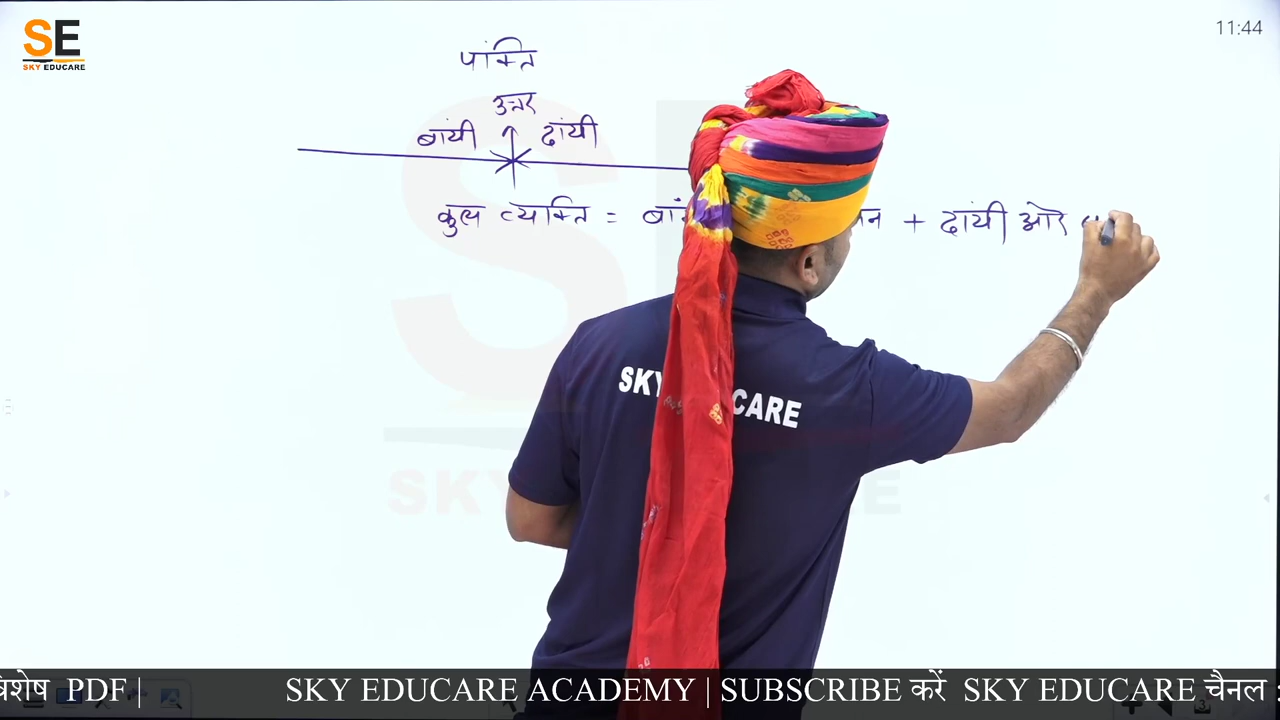 SE
SKY EDUCARE
11:44
पांक्ति
उत्तर
बांयी दांयी
कुल व्यक्ति = + दांयी ओर
SKY CARE
विशेष PDF | SKY EDUCARE ACADEMY | SUBSCRIBE करें SKY EDUCARE चैनल